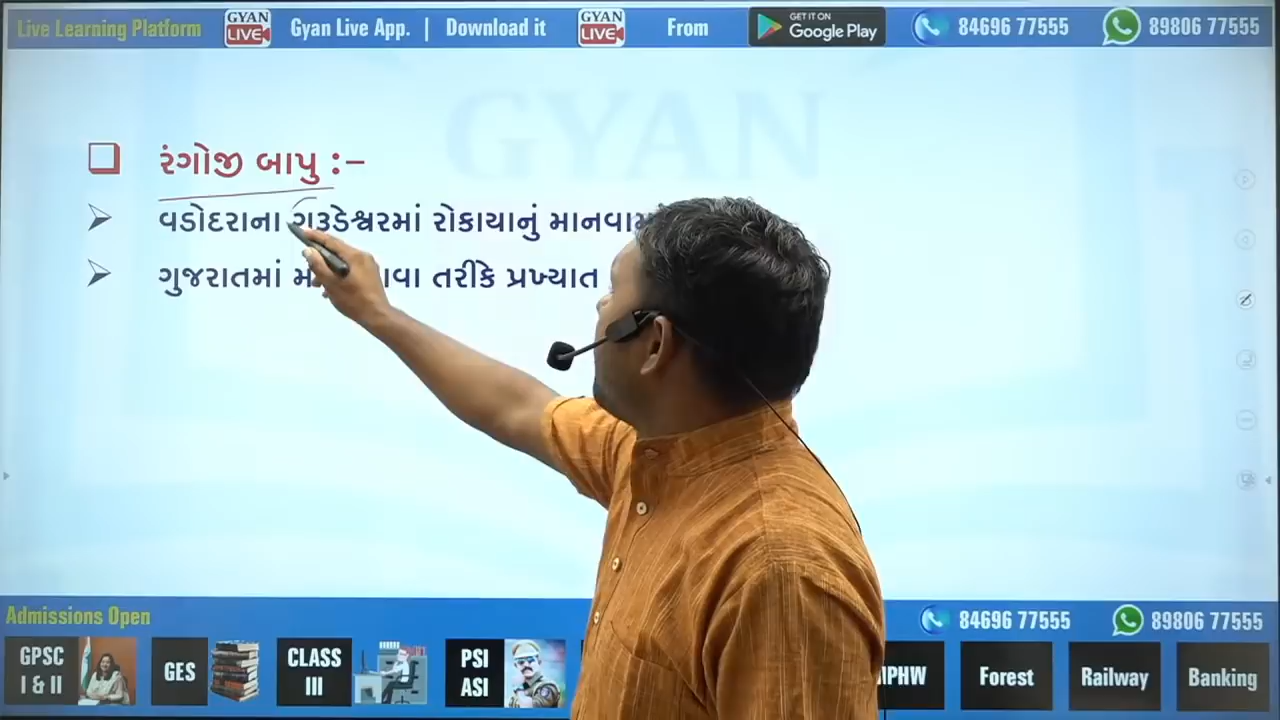 Live Learning Platform GYAN LIVE Gyan Live App. | Download it GYAN LIVE From GET IT ON Google Play 84696 77555 89806 77555
GYAN
રંગોજી બાપુ :–
વડોદરાના ગરૂડેશ્વરમાં રોકાયાનું
ગુજરાતમાં તરીકે પ્રખ્યાત
Admissions Open 84696 77555 89806 77555
GPSC I & II GES CLASS III PSI ASI Forest Railway Banking